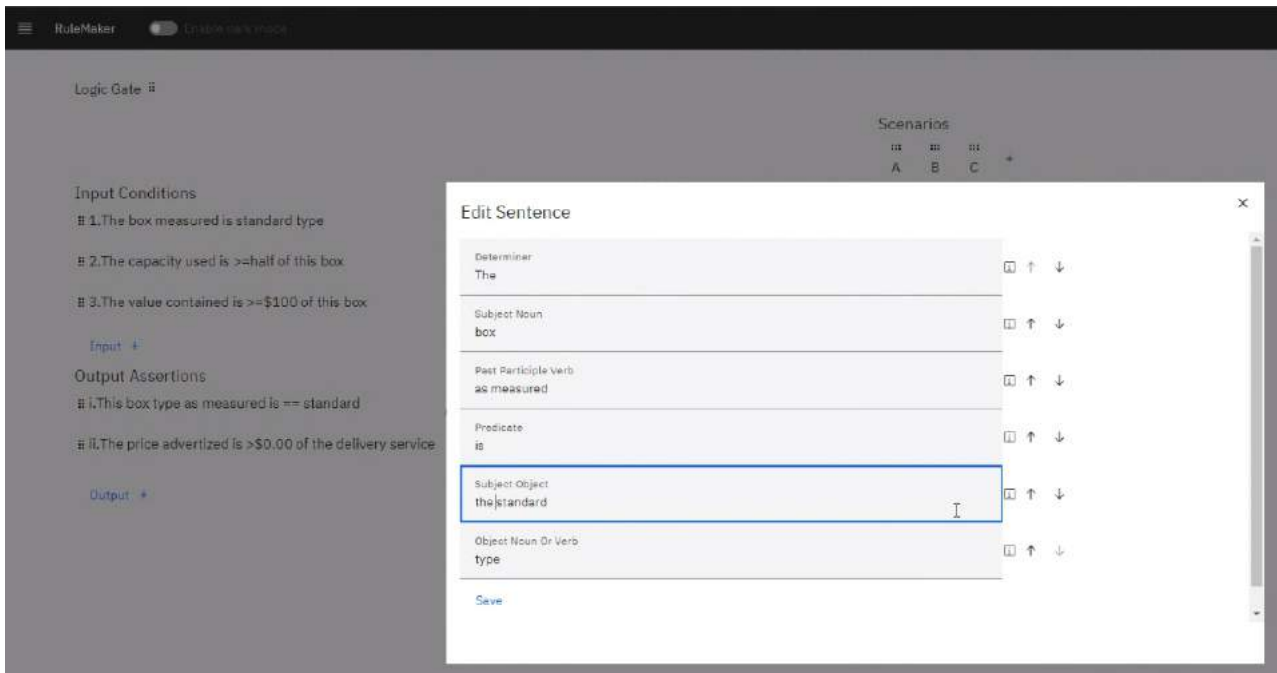 RuleMaker
Enable dark mode
Logic Gate
Scenarios
A B C +
Input Conditions
1.The box measured is standard type
2.The capacity used is >=half of this box
3.The value contained is >=$100 of this box
Input +
Output Assertions
i.This box type as measured is == standard
ii.The price advertized is >$0.00 of the delivery service
Output +
Edit Sentence
Determiner
The
Subject Noun
box
Past Participle Verb
as measured
Predicate
is
Subject Object
the standard
Object Noun Or Verb
type
Save